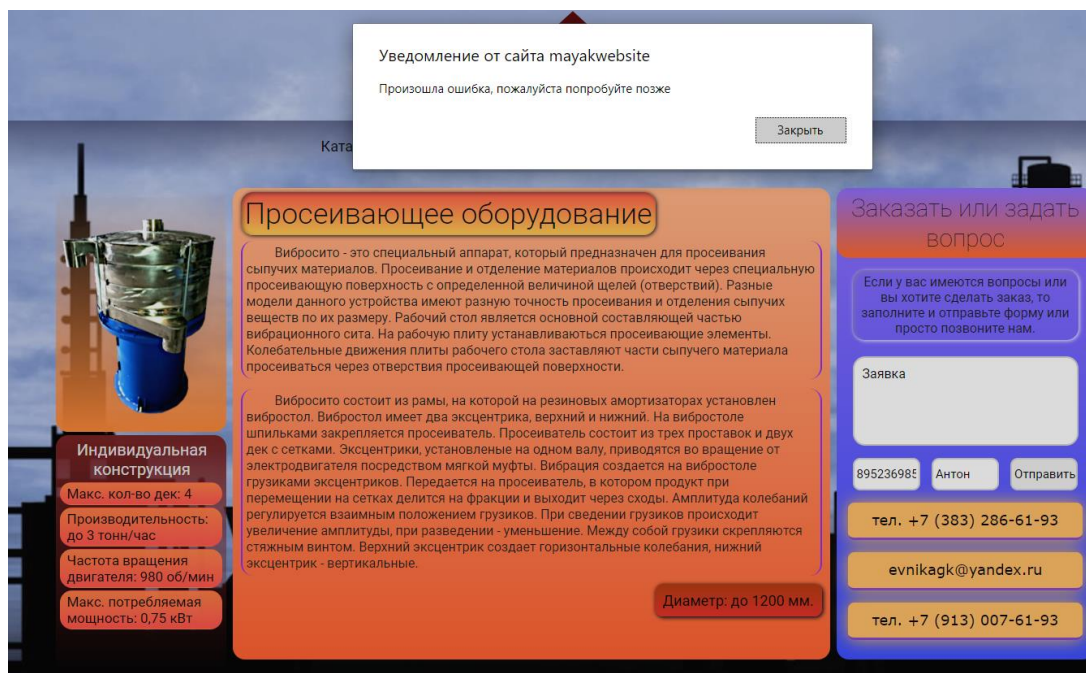 Уведомление от сайта mayakwebsite
Произошла ошибка, пожалуйста попробуйте позже
Закрыть
Ката
Индивидуальная
конструкция
Макс. кол-во дек: 4
Производительность:
до 3 тонн/час
Частота вращения
двигателя: 980 об/мин
Макс. потребляемая
мощность: 0,75 кВт
Просеивающее оборудование
Вибросито - это специальный аппарат, который предназначен для просеивания
сыпучих материалов. Просеивание и отделение материалов происходит через специальную
просеивающую поверхность с определенной величиной щелей (отверствий). Разные
модели данного устройства имеют разную точность просеивания и отделения сыпучих
веществ по их размеру. Рабочий стол является основной составляющей частью
вибрационного сита. На рабочую плиту устанавливаються просеивающие элементы.
Колебательные движения плиты рабочего стола заставляют части сыпучего материала
просеиваться через отверствия просеивающей поверхности.
Вибросито состоит из рамы, на которой на резиновых амортизаторах установлен
вибростол. Вибростол имеет два эксцентрика, верхний и нижний. На вибростоле
шпильками закрепляется просеиватель. Просеиватель состоит из трех проставок и двух
дек с сетками. Эксцентрики, установленые на одном валу, приводятся во вращение от
электродвигателя посредством мягкой муфты. Вибрация создается на вибростоле
грузиками эксцентриков. Передается на просеиватель, в котором продукт при
перемещении на сетках делится на фракции и выходит через сходы. Амплитуда колебаний
регулируется взаимным положением грузиков. При сведении грузиков происходит
увеличение амплитуды, при разведении - уменьшение. Между собой грузики скрепляются
стяжным винтом. Верхний эксцентрик создает горизонтальные колебания, нижний
эксцентрик - вертикальные.
Диаметр: до 1200 мм.
Заказать или задать
вопрос
Если у вас имеются вопросы или
вы хотите сделать заказ, то
заполните и отправьте форму или
просто позвоните нам.
Заявка
895236985 Антон Отправить
тел. +7 (383) 286-61-93
evnikagk@yandex.ru
тел. +7 (913) 007-61-93